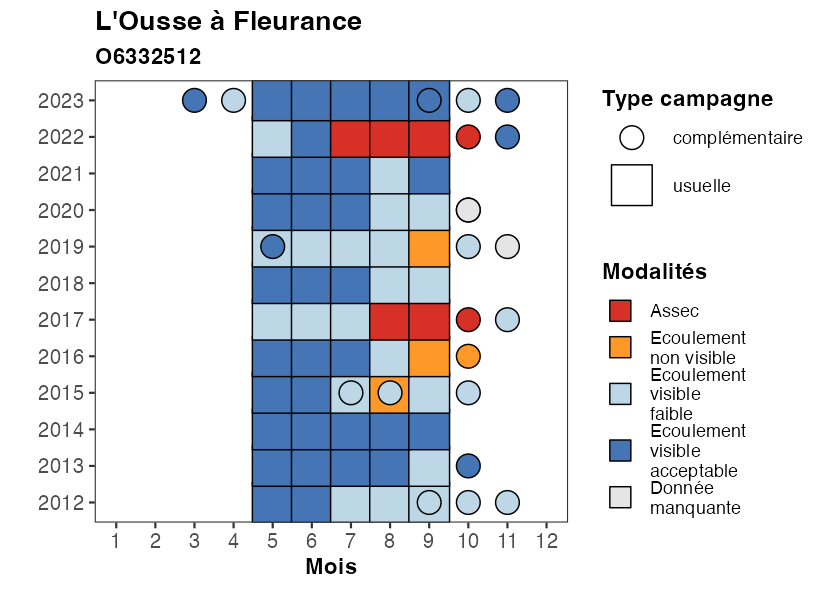 L'Ousse à Fleurance
O6332512
2023
2022
2021
2020
2019
2018
2017
2016
2015
2014
2013
2012
1 2 3 4 5 6 7 8 9 10 11 12
Mois
Type campagne
complémentaire
usuelle
Modalités
Assec
Ecoulement
non visible
Ecoulement
visible
faible
Ecoulement
visible
acceptable
Donnée
manquante